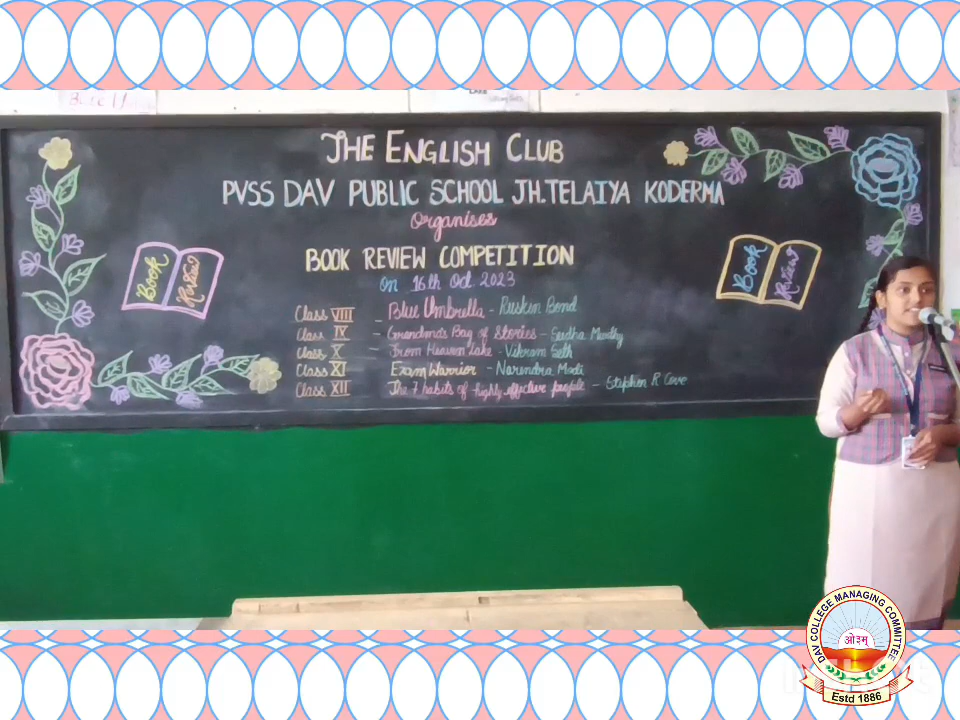 THE ENGLISH CLUB
PVSS DAV PUBLIC SCHOOL JH.TELAIYA KODERMA
Organises
BOOK REVIEW COMPETITION
On 16th Oct 2023
Book Review
Book Review
Class VIII - Blue Umbrella - Ruskin Bond
Class IX - Grandma's Bag of Stories - Sudha Murthy
Class X - From Heaven Lake - Vikram Seth
Class XI Exam Warrior - Narendra Modi
Class XII The 7 habits of highly effective people - Stephen R Cove
DAV COLLEGE MANAGING COMMITTEE
ओ३म्
Estd 1886